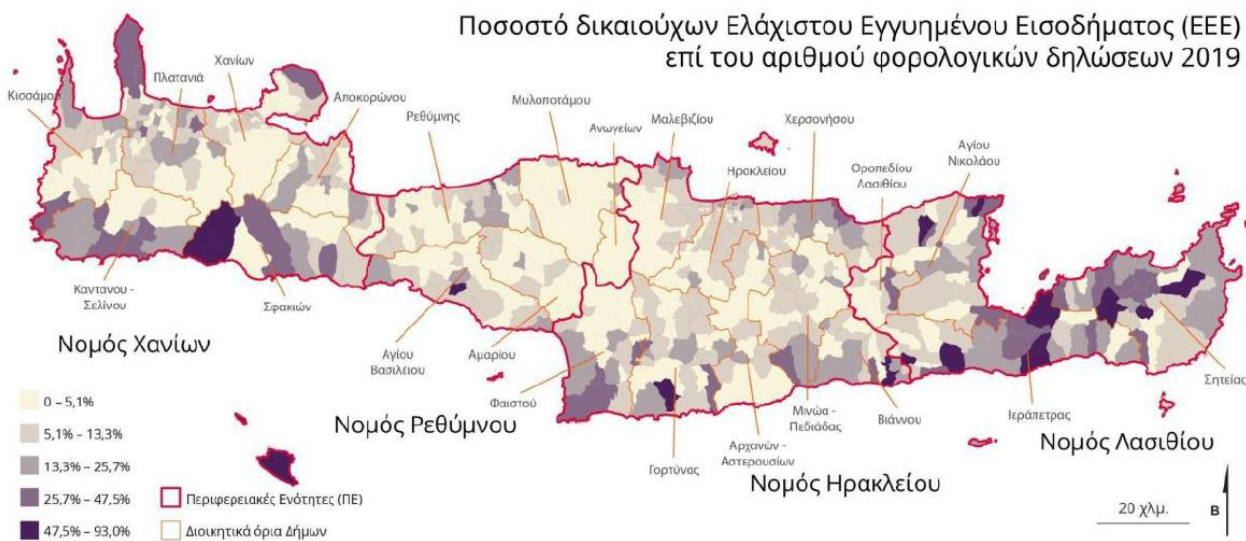 Ποσοστό δικαιούχων Ελάχιστου Εγγυημένου Εισοδήματος (ΕΕΕ)
επί του αριθμού φορολογικών δηλώσεων 2019
Κισσάμου
Πλατανιά
Χανίων
Αποκορώνου
Ρεθύμνης
Μυλοποτάμου
Ανωγείων
Μαλεβιζίου
Ηρακλείου
Χερσονήσου
Οροπεδίου
Λασιθίου
Αγίου
Νικολάου
Καντανου -
Σελίνου
Σφακιών
Αγίου
Βασιλειου
Αμαρίου
Φαιστού
Γορτύνας
Αρχανών -
Αστερουσίων
Μινώα -
Πεδιάδας
Βιάννου
Ιεράπετρας
Σητείας
Νομός Χανίων
Νομός Ρεθύμνου
Νομός Ηρακλείου
Νομός Λασιθίου
0 – 5,1%
5,1% – 13,3%
13,3% – 25,7%
25,7% – 47,5%
47,5% – 93,0%
Περιφερειακές Ενότητες (ΠΕ)
Διοικητικά όρια Δήμων
20 χλμ.
Β